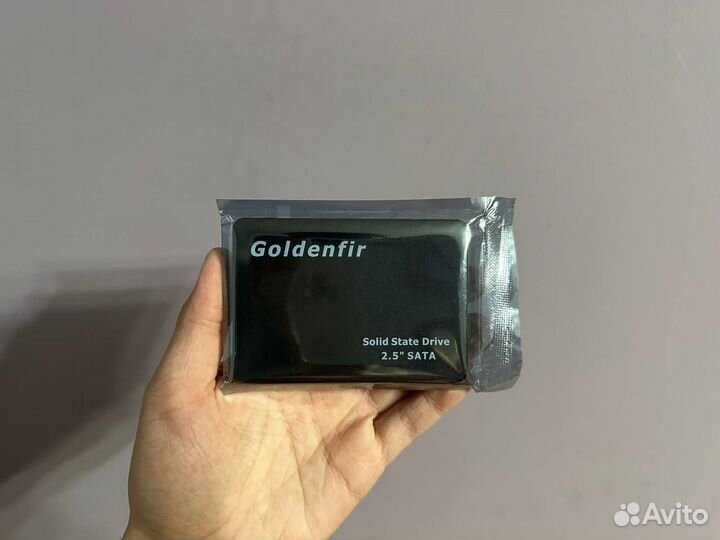 Goldenfir
Solid State Drive
2.5" SATA
Avito